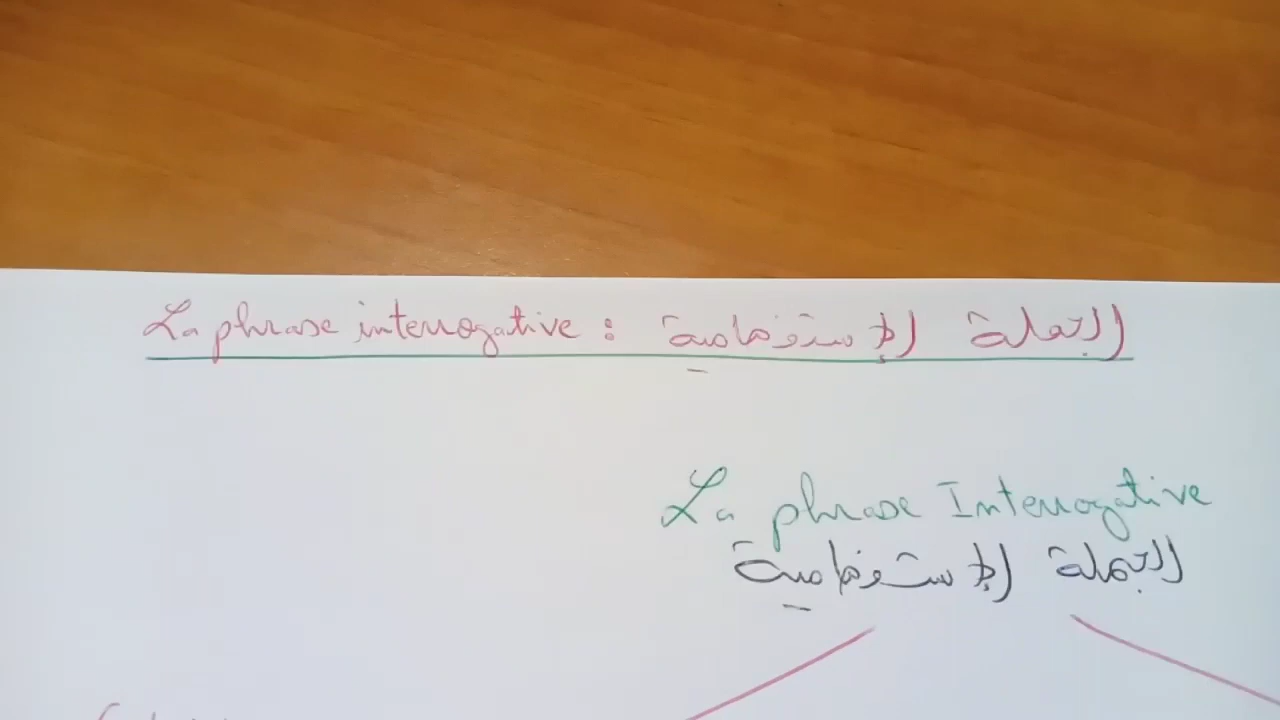 La phrase interrogative : الجملة الإستفهامية
La phrase Interrogative
الجملة الإستفهامية